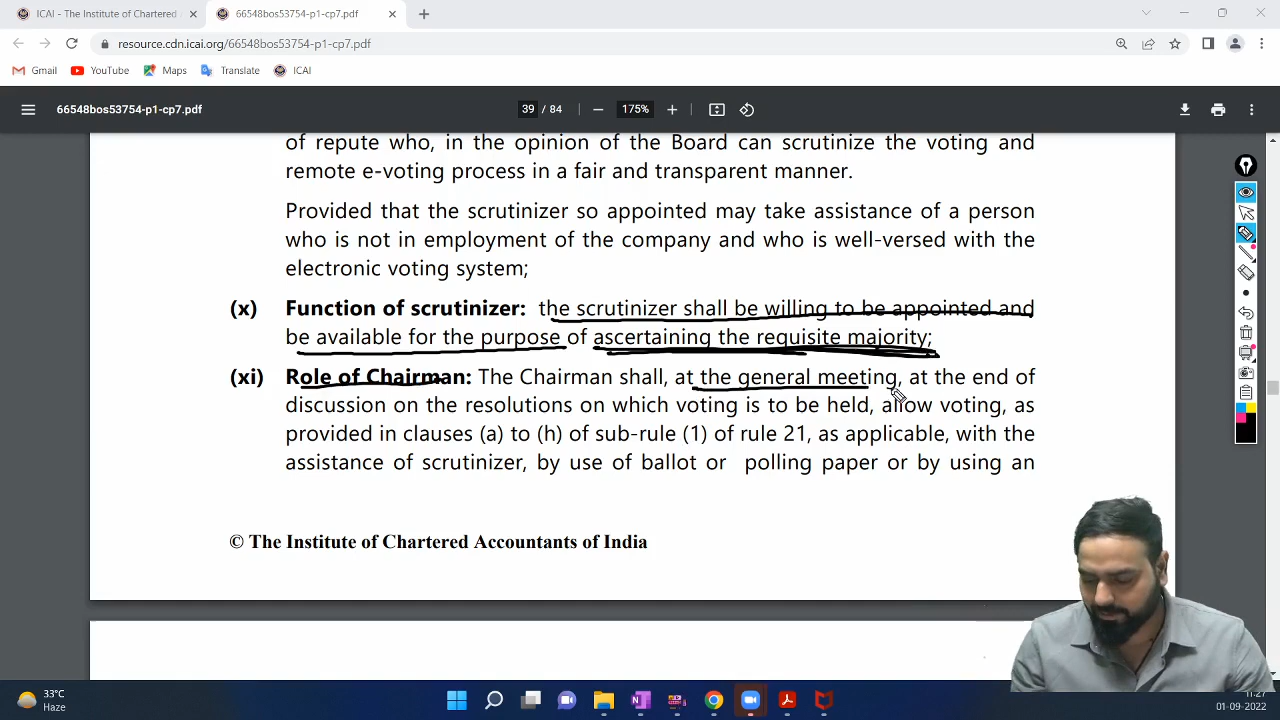 ICAI - The Institute of Chartered
66548bos53754-p1-cp7.pdf
resource.cdn.icai.org/66548bos53754-p1-cp7.pdf
Gmail YouTube Maps Translate ICAI
66548bos53754-p1-cp7.pdf 39 / 84 175%
of repute who, in the opinion of the Board can scrutinize the voting and
remote e-voting process in a fair and transparent manner.
Provided that the scrutinizer so appointed may take assistance of a person
who is not in employment of the company and who is well-versed with the
electronic voting system;
(x) Function of scrutinizer: the scrutinizer shall be willing to be appointed and
be available for the purpose of ascertaining the requisite majority;
(xi) Role of Chairman: The Chairman shall, at the general meeting, at the end of
discussion on the resolutions on which voting is to be held, allow voting, as
provided in clauses (a) to (h) of sub-rule (1) of rule 21, as applicable, with the
assistance of scrutinizer, by use of ballot or polling paper or by using an
© The Institute of Chartered Accountants of India
33°C
Haze
11:27
01-09-2022